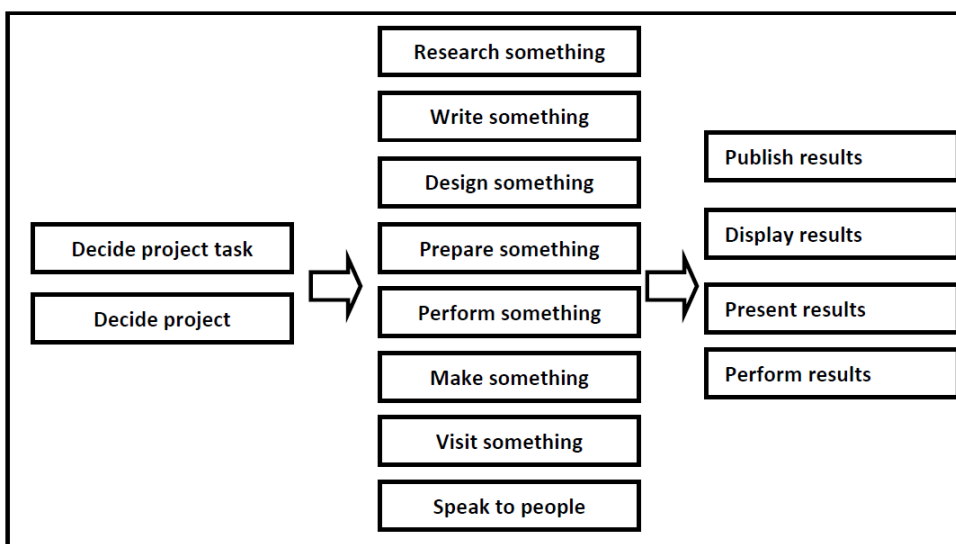 Decide project task
Decide project
Research something
Write something
Design something
Prepare something
Perform something
Make something
Visit something
Speak to people
Publish results
Display results
Present results
Perform results